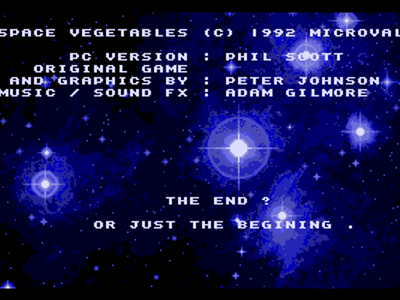 SPACE VEGETABLES (C) 1992 MICROVAL
PC VERSION : PHIL SCOTT
ORIGINAL GAME
AND GRAPHICS BY : PETER JOHNSON
MUSIC / SOUND FX : ADAM GILMORE
THE END ?
OR JUST THE BEGINING .